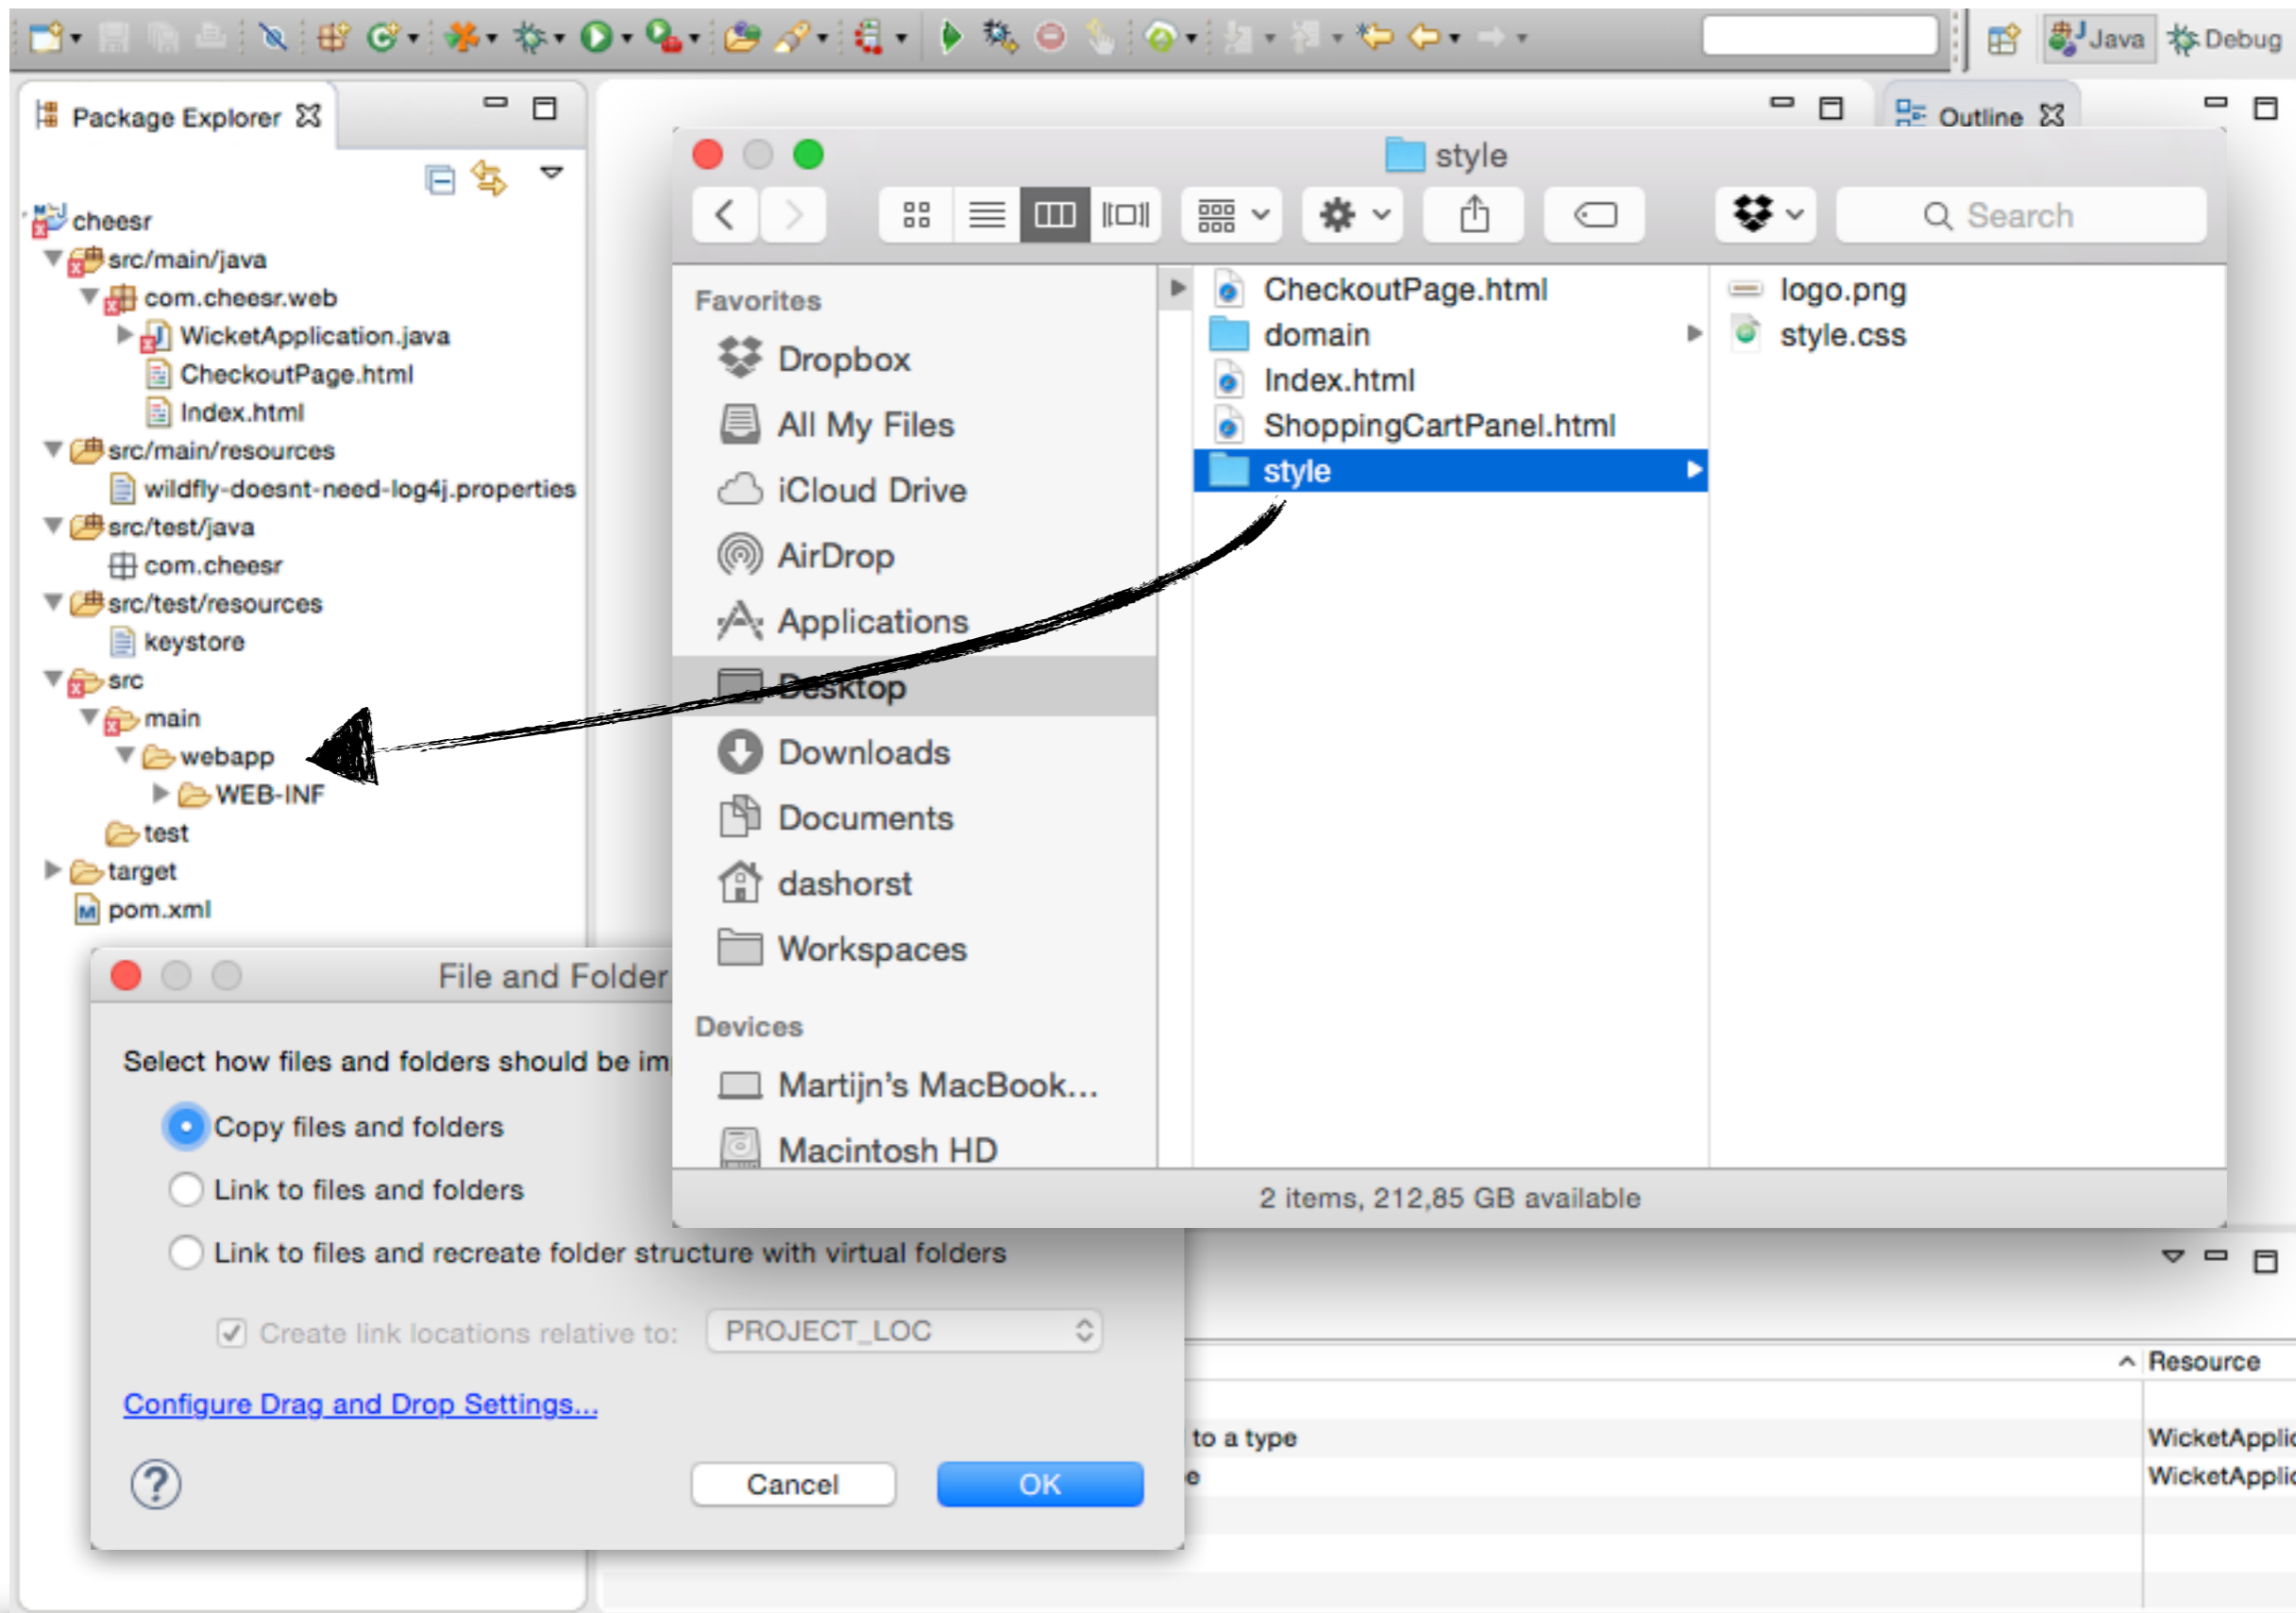 Java
Debug
Package Explorer
Outline
cheesr
src/main/java
com.cheesr.web
WicketApplication.java
CheckoutPage.html
Index.html
src/main/resources
wildfly-doesnt-need-log4j.properties
src/test/java
com.cheesr
src/test/resources
keystore
src
main
webapp
WEB-INF
test
target
pom.xml
style
Search
Favorites
Dropbox
All My Files
iCloud Drive
AirDrop
Applications
Desktop
Downloads
Documents
dashorst
Workspaces
Devices
Martijn's MacBook...
Macintosh HD
CheckoutPage.html
domain
Index.html
ShoppingCartPanel.html
style
logo.png
style.css
2 items, 212,85 GB available
File and Folder
Select how files and folders should be im
Copy files and folders
Link to files and folders
Link to files and recreate folder structure with virtual folders
Create link locations relative to: PROJECT_LOC
Configure Drag and Drop Settings...
Cancel
OK
Resource
to a type
WicketApplic
e
WicketApplic